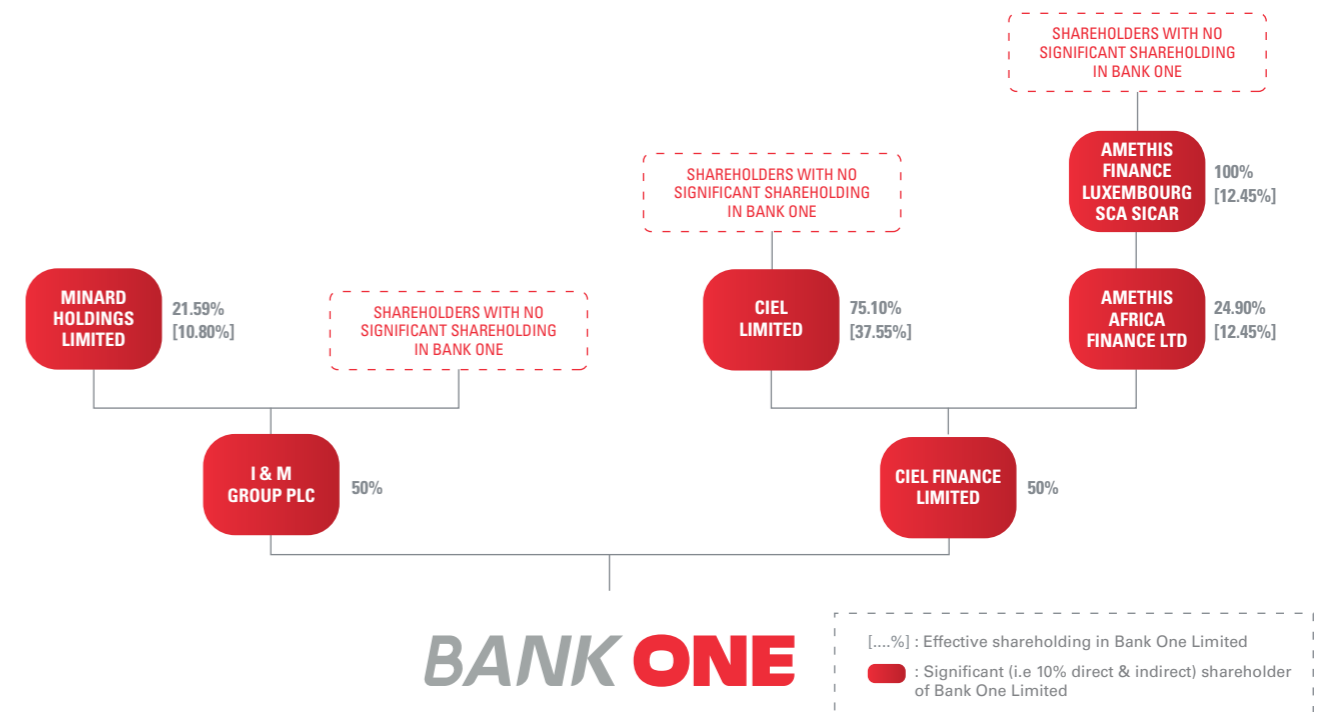 SHAREHOLDERS WITH NO
SIGNIFICANT SHAREHOLDING
IN BANK ONE
AMETHIS
FINANCE
LUXEMBOURG
SCA SICAR
100%
[12.45%]
SHAREHOLDERS WITH NO
SIGNIFICANT SHAREHOLDING
IN BANK ONE
MINARD
HOLDINGS
LIMITED
21.59%
[10.80%]
SHAREHOLDERS WITH NO
SIGNIFICANT SHAREHOLDING
IN BANK ONE
CIEL
LIMITED
75.10%
[37.55%]
AMETHIS
AFRICA
FINANCE LTD
24.90%
[12.45%]
I & M
GROUP PLC
50%
CIEL FINANCE
LIMITED
50%
BANK ONE
[....%] : Effective shareholding in Bank One Limited
: Significant (i.e 10% direct & indirect) shareholder
of Bank One Limited